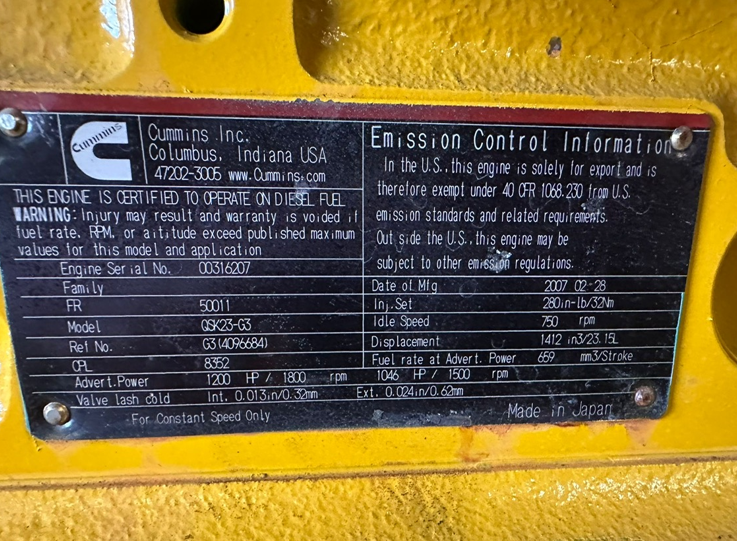 Cummins
Cummins Inc.
Columbus, Indiana USA
47202-3005 www.Cummins.com
THIS ENGINE IS CERTIFIED TO OPERATE ON DIESEL FUEL
WARNING: Injury may result and warranty is voided if
fuel rate, RPM, or altitude exceed published maximum
values for this model and application
Emission Control Information
In the U.S., this engine is solely for export and is
therefore exempt under 40 CFR 1068.230 from U.S.
emission standards and related requirements.
Out side the U.S., this engine may be
subject to other emission regulations.
Engine Serial No. 00316207
Family
FR 50011
Model QSK23-G3
Ref No. G3(4096684)
CPL 8352
Date of Mfg 2007 02-28
Inj.Set 280in-lb/32Nm
Idle Speed 750 rpm
Displacement 1412 in3/23.15L
Fuel rate at Advert. Power 659 mm3/Stroke
Advert.Power 1200 HP / 1800 rpm 1046 HP / 1500 rpm
Valve lash cold Int. 0.013in/0.32mm Ext. 0.024in/0.62mm
For Constant Speed Only
Made in Japan